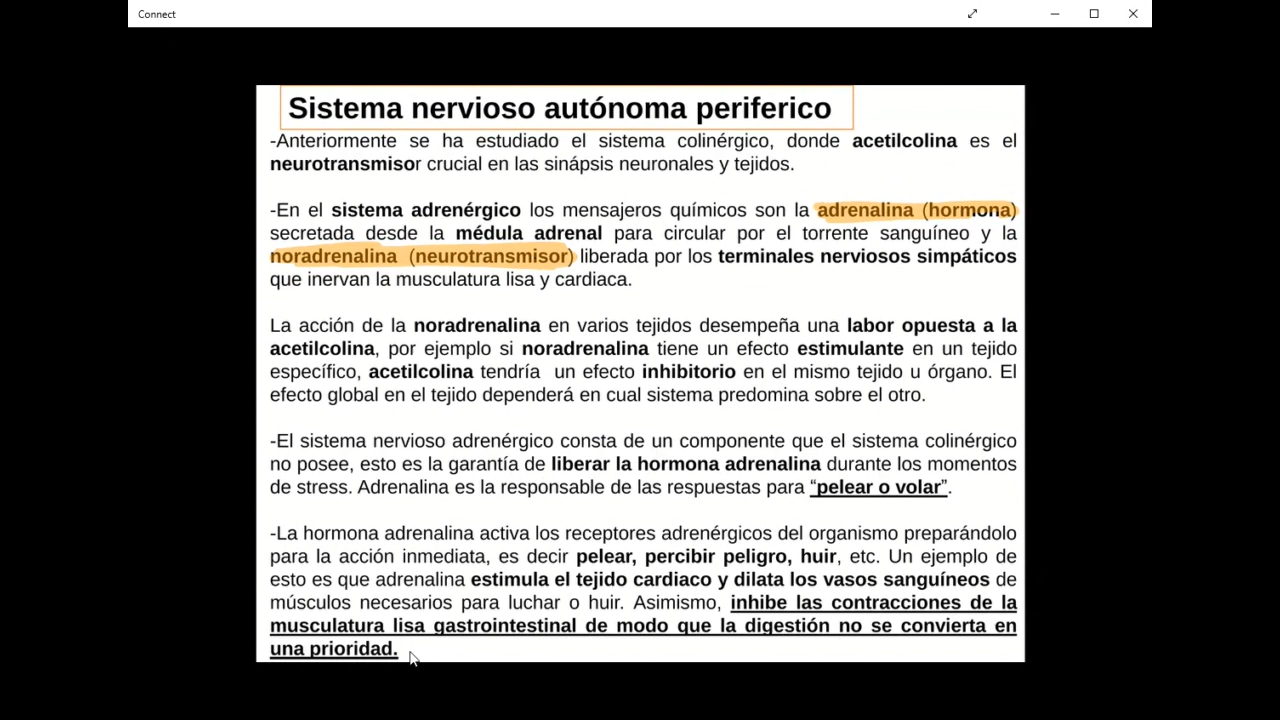 Connect
Sistema nervioso autónoma periferico
-Anteriormente se ha estudiado el sistema colinérgico, donde acetilcolina es el
neurotransmisor crucial en las sinápsis neuronales y tejidos.
-En el sistema adrenérgico los mensajeros químicos son la adrenalina (hormona)
secretada desde la médula adrenal para circular por el torrente sanguíneo y la
noradrenalina (neurotransmisor) liberada por los terminales nerviosos simpáticos
que inervan la musculatura lisa y cardiaca.
La acción de la noradrenalina en varios tejidos desempeña una labor opuesta a la
acetilcolina, por ejemplo si noradrenalina tiene un efecto estimulante en un tejido
específico, acetilcolina tendría un efecto inhibitorio en el mismo tejido u órgano. El
efecto global en el tejido dependerá en cual sistema predomina sobre el otro.
-El sistema nervioso adrenérgico consta de un componente que el sistema colinérgico
no posee, esto es la garantía de liberar la hormona adrenalina durante los momentos
de stress. Adrenalina es la responsable de las respuestas para “pelear o volar”.
-La hormona adrenalina activa los receptores adrenérgicos del organismo preparándolo
para la acción inmediata, es decir pelear, percibir peligro, huir, etc. Un ejemplo de
esto es que adrenalina estimula el tejido cardiaco y dilata los vasos sanguíneos de
músculos necesarios para luchar o huir. Asimismo, inhibe las contracciones de la
musculatura lisa gastrointestinal de modo que la digestión no se convierta en
una prioridad.